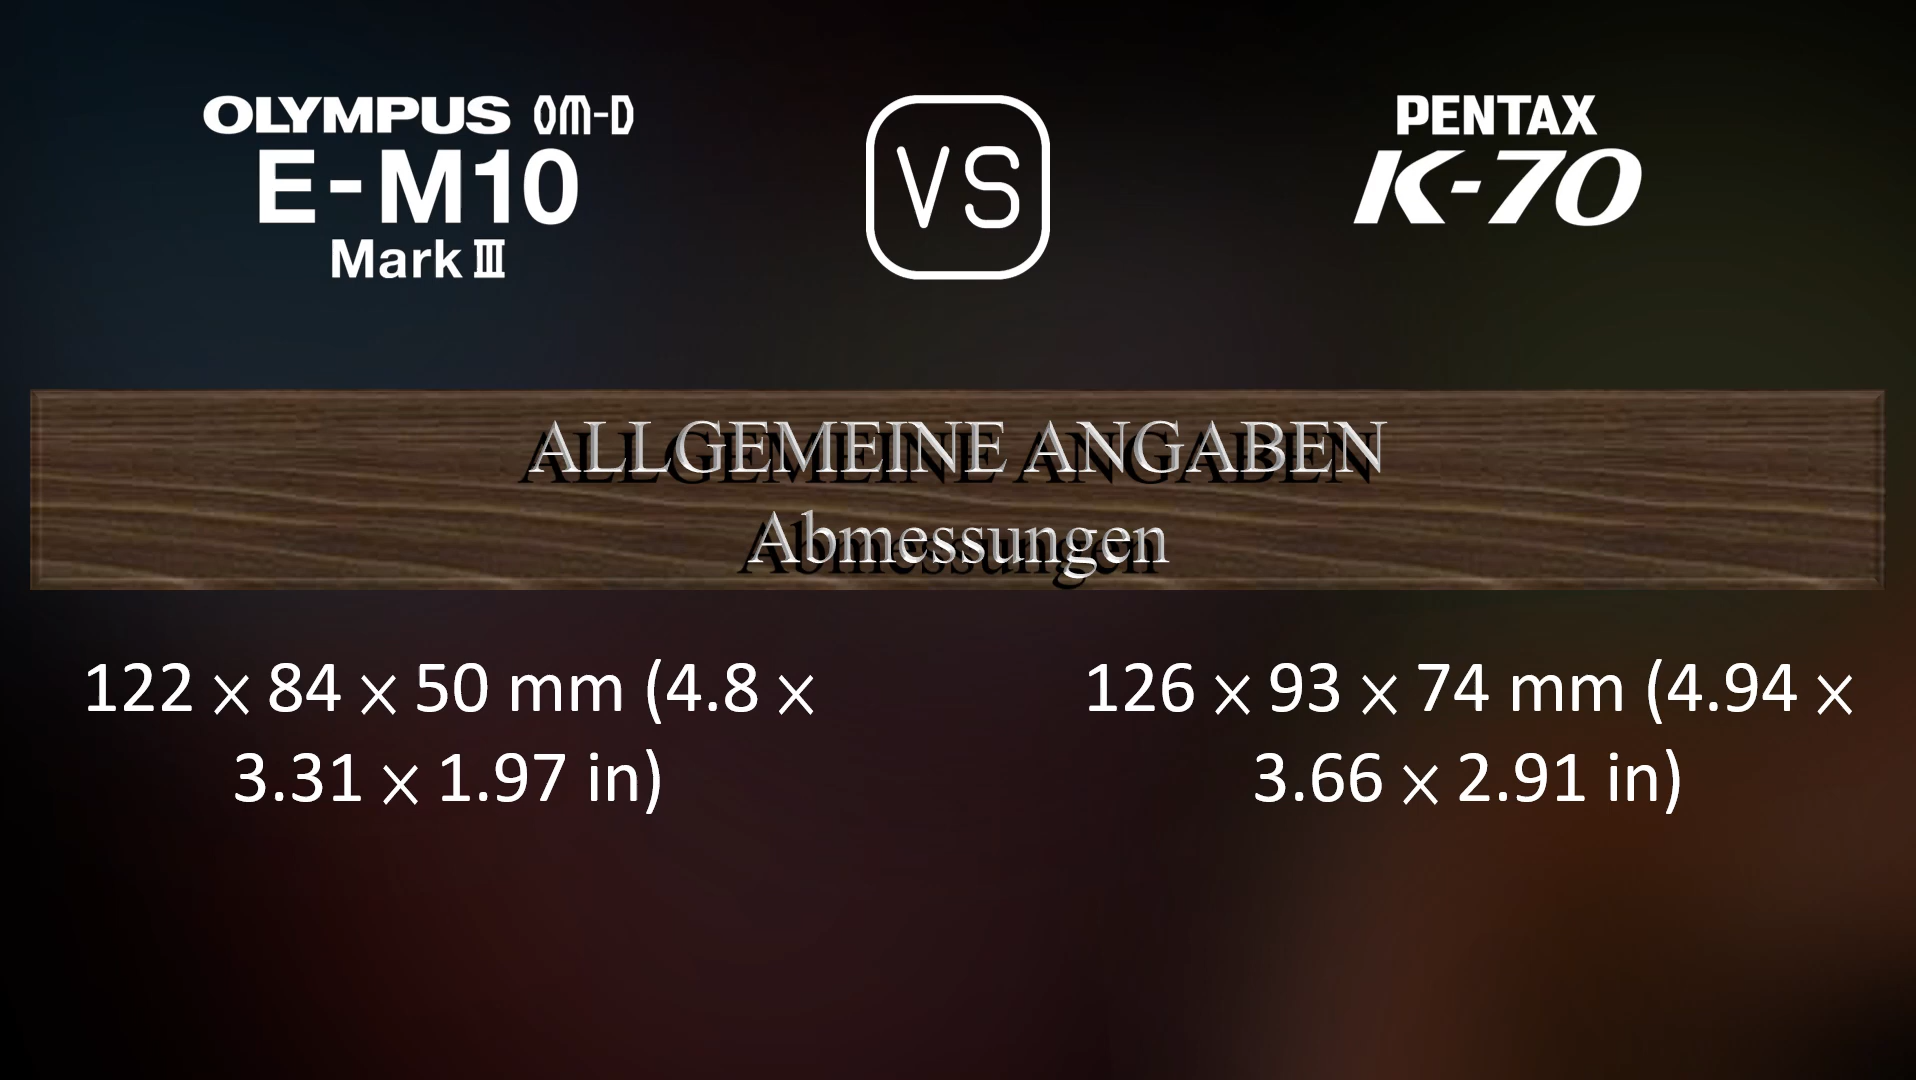 OLYMPUS OM-D
E-M10
Mark III
VS
PENTAX
K-70
ALLGEMEINE ANGABEN
Abmessungen
122 x 84 x 50 mm (4.8 x
3.31 x 1.97 in)
126 x 93 x 74 mm (4.94 x
3.66 x 2.91 in)